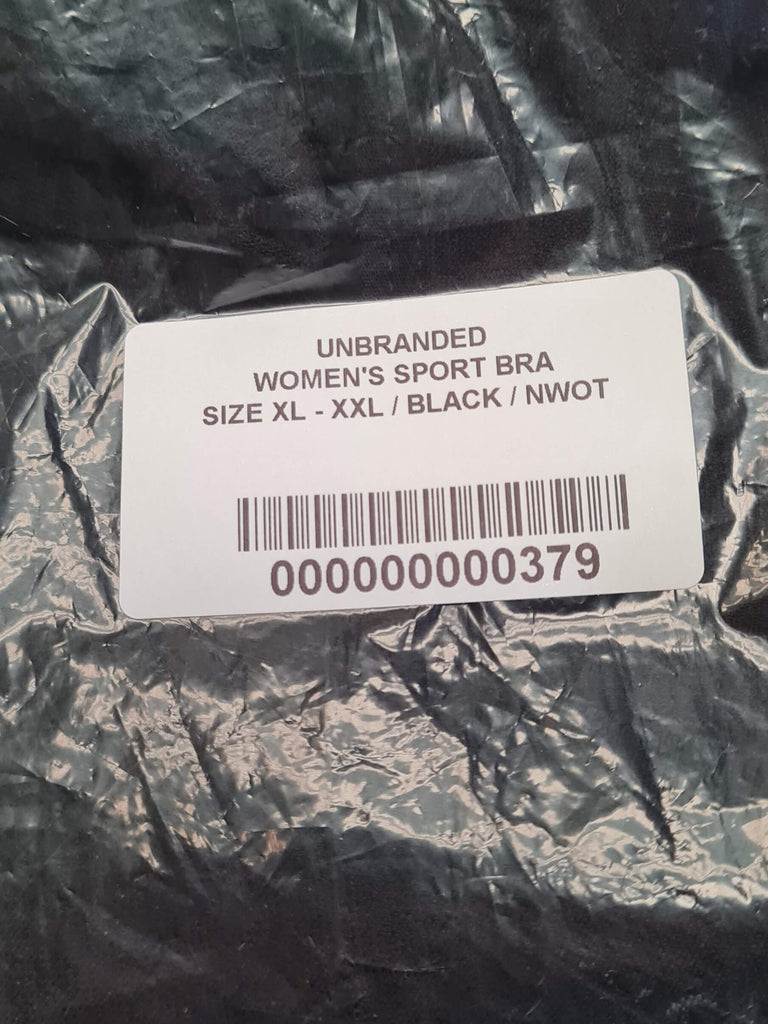 UNBRANDED
WOMEN'S SPORT BRA
SIZE XL - XXL / BLACK / NWOT
000000000379